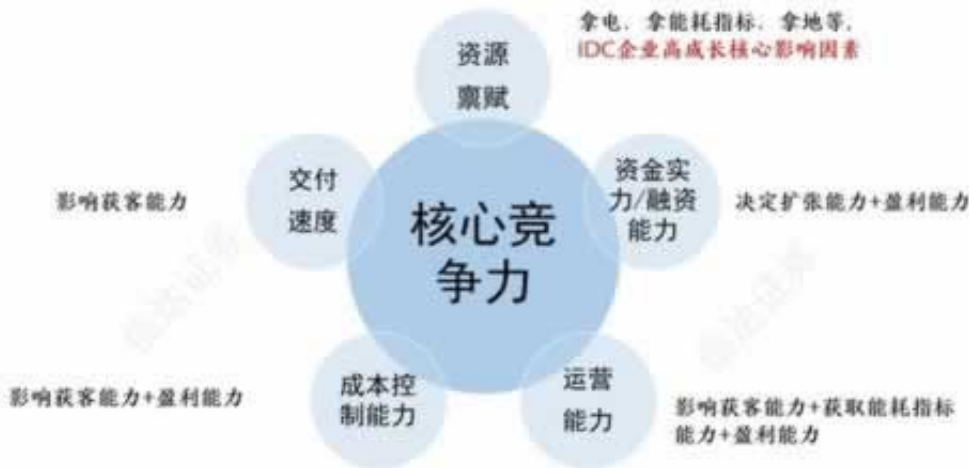 拿电、拿能耗指标、拿地等,
IDC企业高成长核心影响因素
资源
禀赋
交付
速度
影响获客能力
资金实
力/融资
能力
决定扩张能力+盈利能力
核心竞
争力
成本控
制能力
影响获客能力+盈利能力
运营
能力
影响获客能力+获取能耗指标
能力+盈利能力